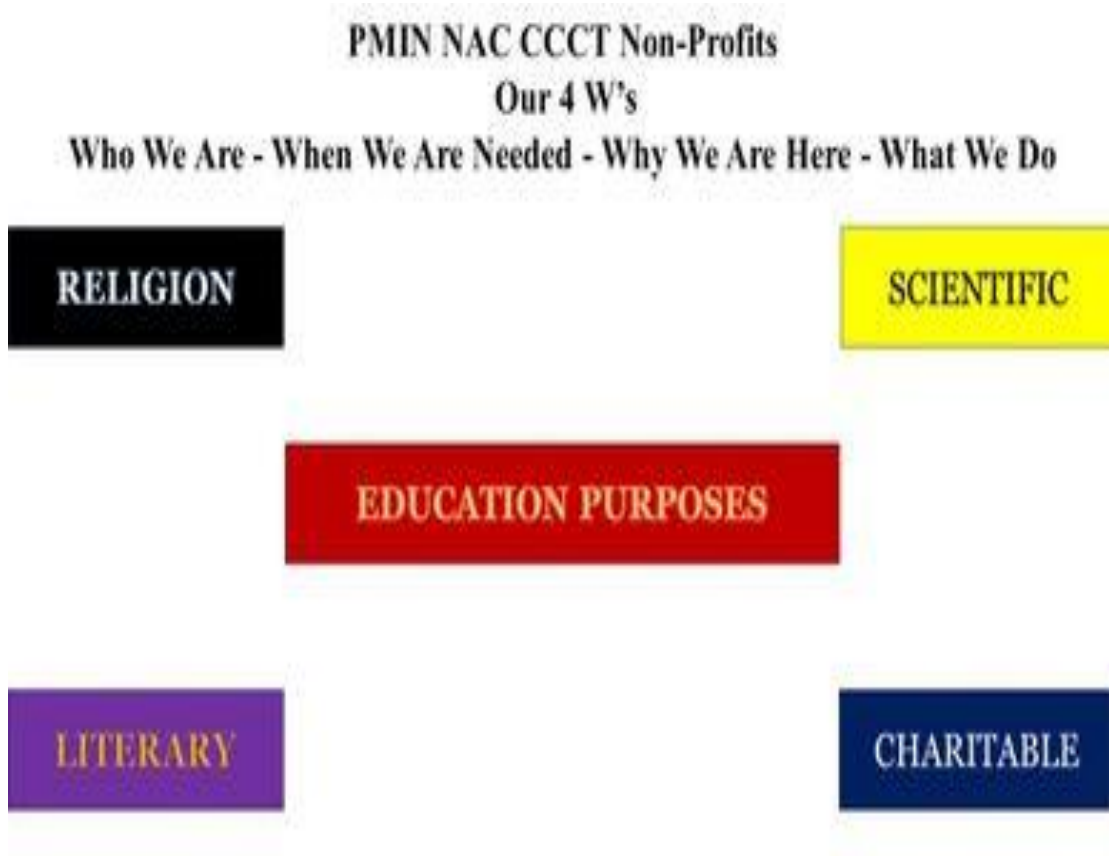 PMIN NAC CCCT Non-Profits
Our 4 W's
Who We Are - When We Are Needed - Why We Are Here - What We Do
RELIGION
SCIENTIFIC
EDUCATION PURPOSES
LITERARY
CHARITABLE